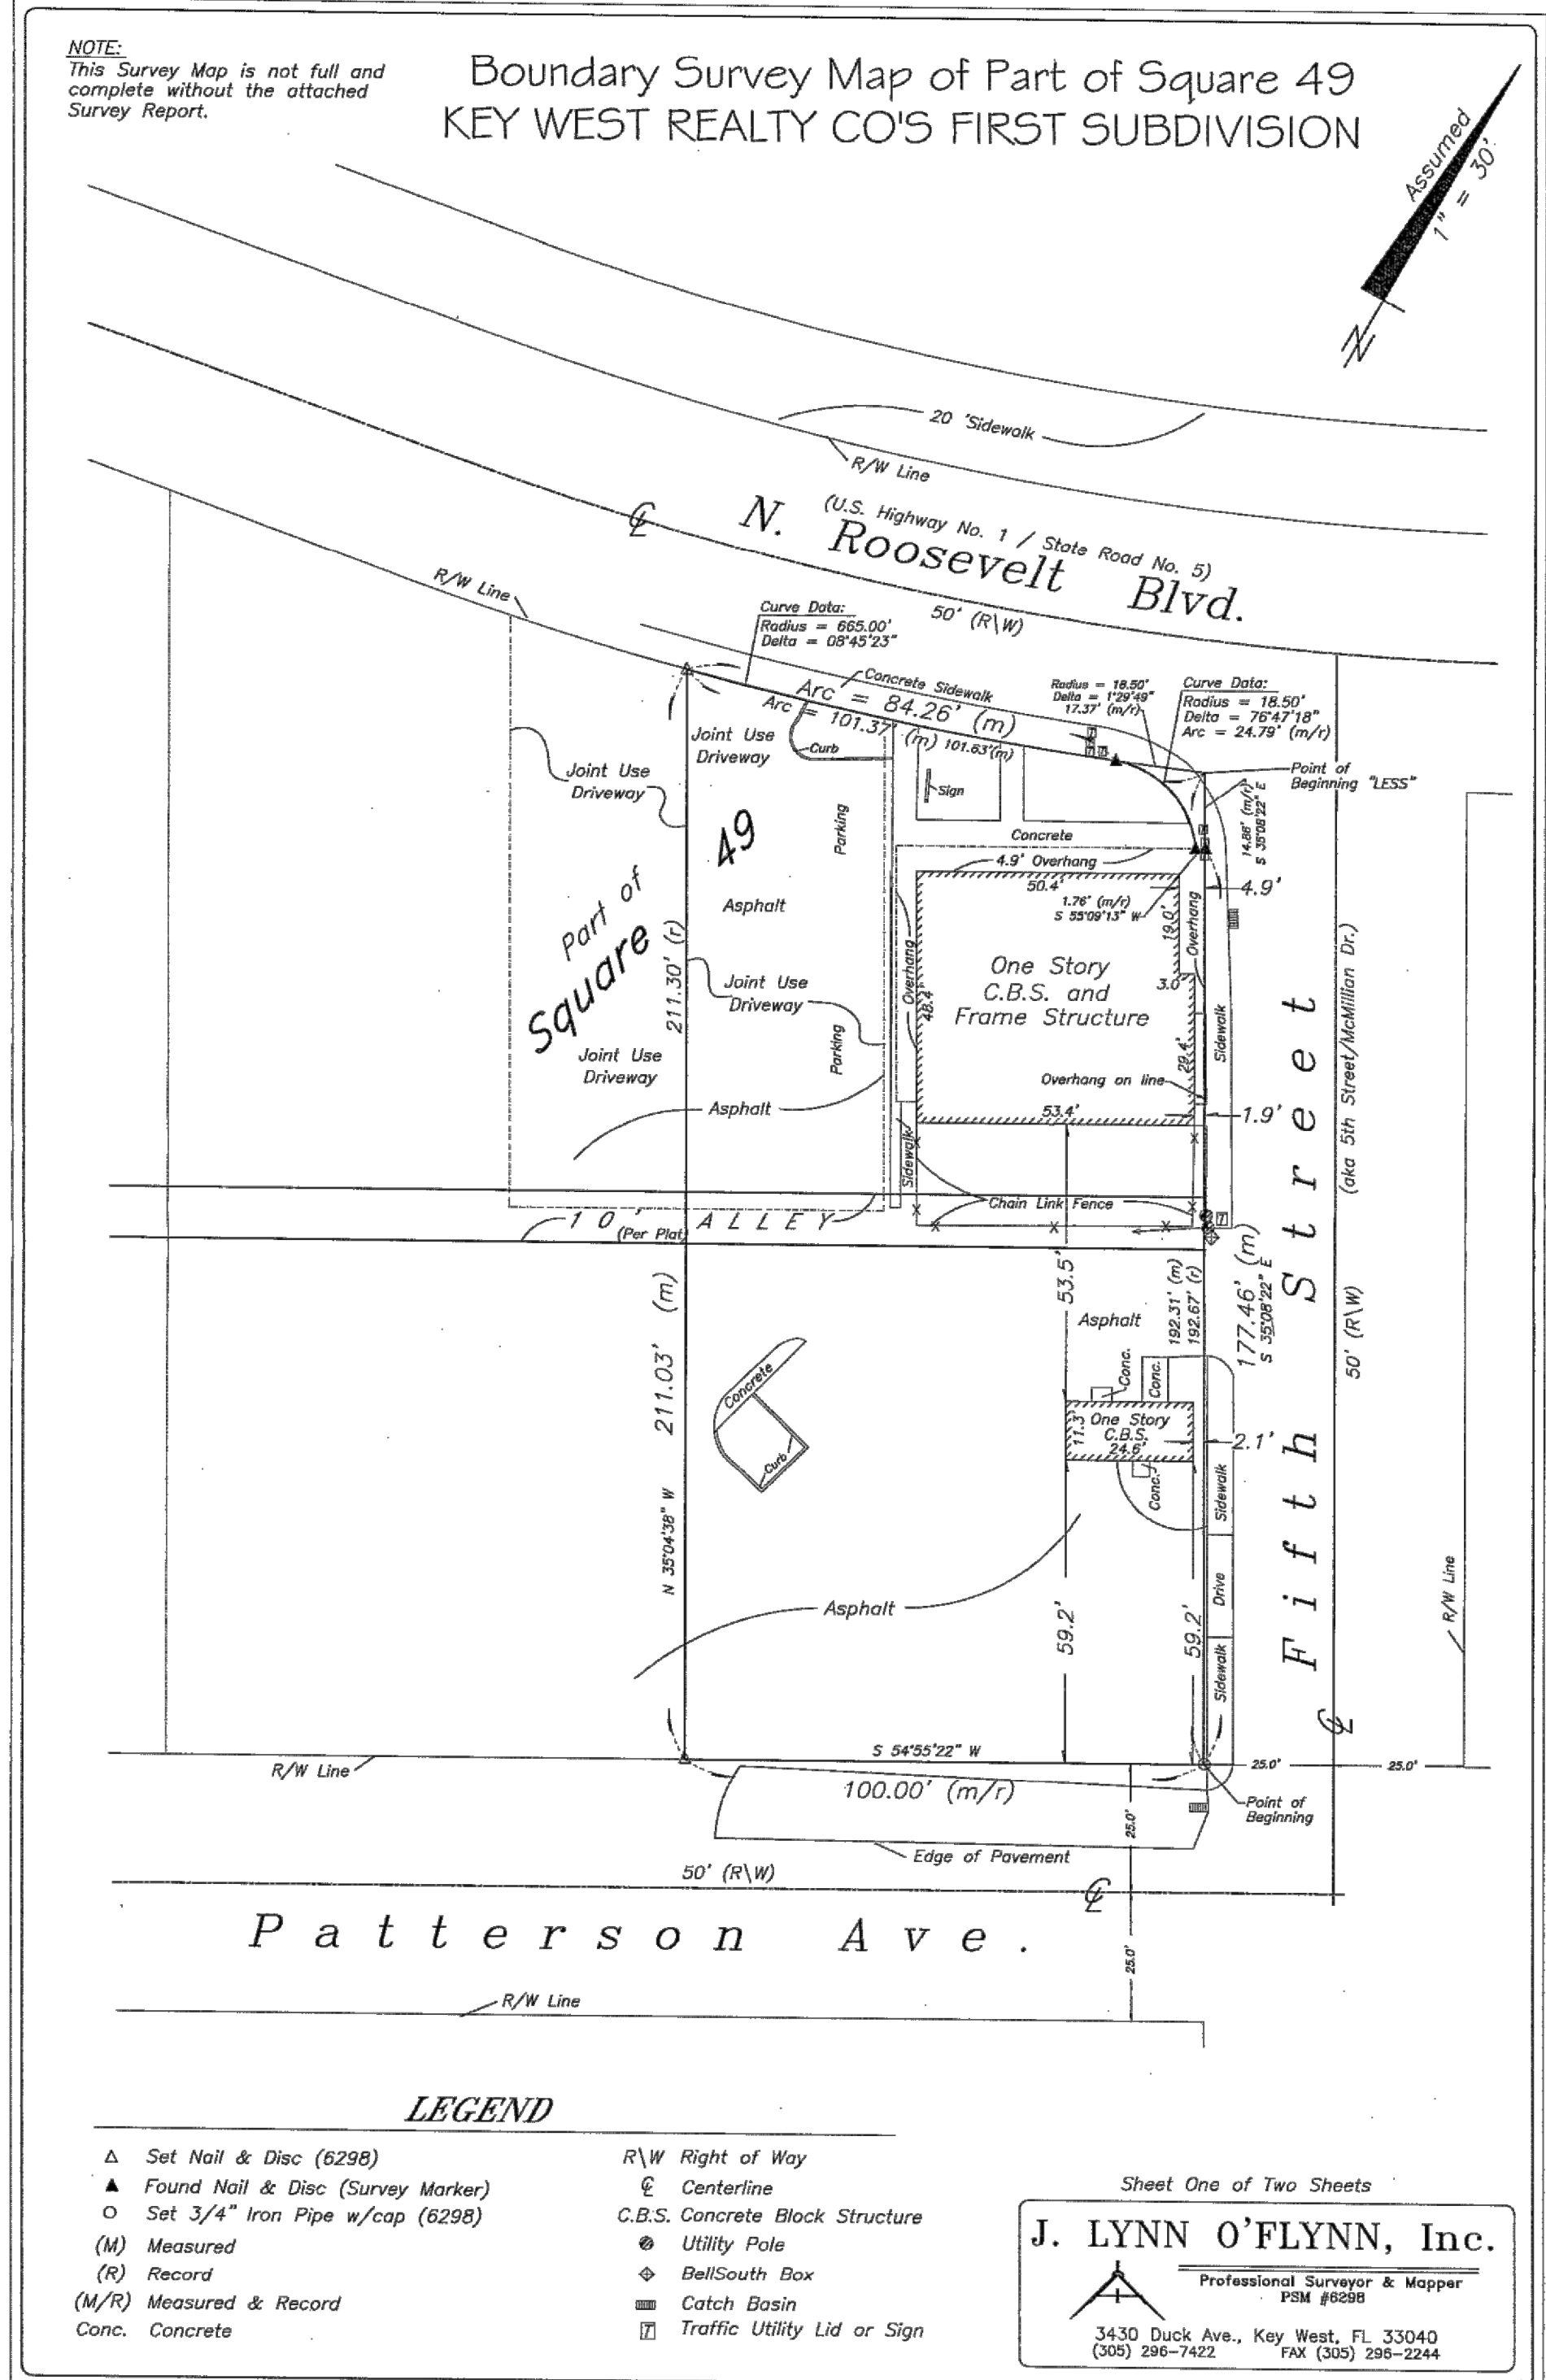 NOTE:
This Survey Map is not full and
complete without the attached
Survey Report.
Boundary Survey Map of Part of Square 49
KEY WEST REALTY CO'S FIRST SUBDIVISION
Assumed
1" = 30'
N
20 'Sidewalk
R/W Line
N. Roosevelt Blvd.
(U.S. Highway No. 1 / State Road No. 5)
50' (R\W)
R/W Line
Curve Data:
Radius = 665.00'
Delta = 08°45'23"
Concrete Sidewalk
Arc = 84.26' (m)
Arc = 101.37' (m) 101.63'(m)
Radius = 18.50'
Delta = 1°29'49"
17.37' (m/r)
Curve Data:
Radius = 18.50'
Delta = 76°47'18"
Arc = 24.79' (m/r)
Point of
Beginning "LESS"
14.86' (m/r)
S 35°08'22" E
Joint Use
Driveway
Curb
Sign
Joint Use
Driveway
Part of
Square 49
Parking
Concrete
4.9' Overhang
50.4'
1.76' (m/r)
S 55°09'13" W
4.9'
19.0'
Overhang
Asphalt
211.30' (r)
Overhang
48.4'
One Story
C.B.S. and
Frame Structure
3.0'
29.4'
Sidewalk
Joint Use
Driveway
Parking
Joint Use
Driveway
Overhang on line
Asphalt
53.4'
1.9'
Sidewalk
Chain Link Fence
10' ALLEY
(Per Plat)
Fifth Street
(aka 5th Street/McMillian Dr.)
50' (R\W)
177.46' (m)
S 35°08'22" E
192.31' (m)
192.67' (r)
53.5'
Asphalt
211.03' (m)
N 35°04'38" W
Concrete
Curb
Conc.
Conc.
One Story
C.B.S.
24.6'
11.3'
2.1'
Conc.
Sidewalk
Drive
Sidewalk
Asphalt
59.2'
59.2'
R/W Line
R/W Line
S 54°55'22" W
100.00' (m/r)
25.0'
25.0'
Point of
Beginning
25.0'
Edge of Pavement
50' (R\W)
Patterson Ave.
25.0'
R/W Line
LEGEND
Set Nail & Disc (6298)
Found Nail & Disc (Survey Marker)
Set 3/4" Iron Pipe w/cap (6298)
(M) Measured
(R) Record
(M/R) Measured & Record
Conc. Concrete
R\W Right of Way
℄ Centerline
C.B.S. Concrete Block Structure
Utility Pole
BellSouth Box
Catch Basin
T Traffic Utility Lid or Sign
Sheet One of Two Sheets
J. LYNN O'FLYNN, Inc.
Professional Surveyor & Mapper
PSM #6298
3430 Duck Ave., Key West, FL 33040
(305) 296-7422 FAX (305) 296-2244